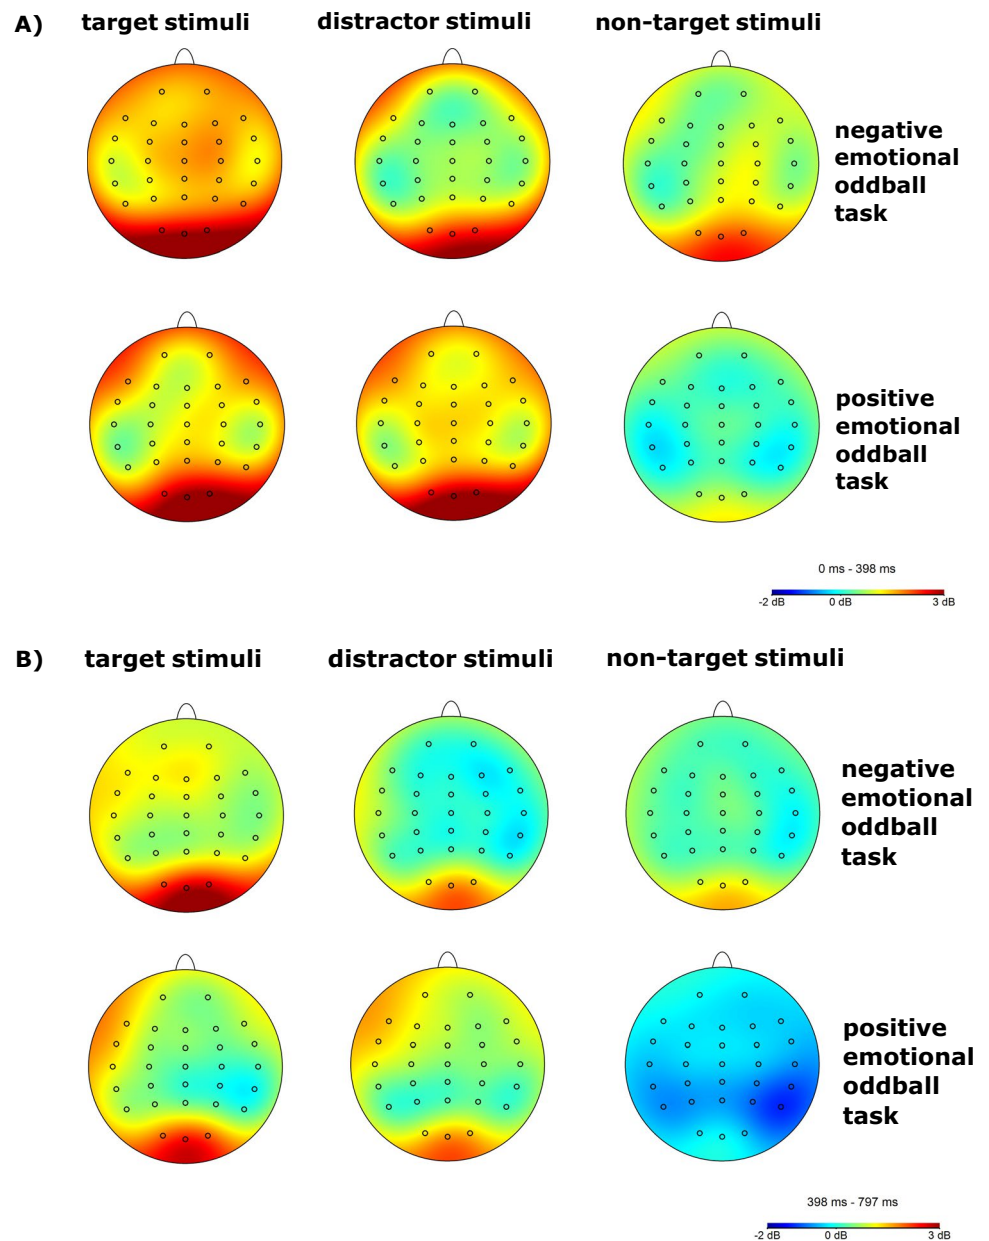 A) target stimuli distractor stimuli non-target stimuli
negative
emotional
oddball
task
positive
emotional
oddball
task
0 ms - 398 ms
-2 dB 0 dB 3 dB
B) target stimuli distractor stimuli non-target stimuli
negative
emotional
oddball
task
positive
emotional
oddball
task
398 ms - 797 ms
-2 dB 0 dB 3 dB